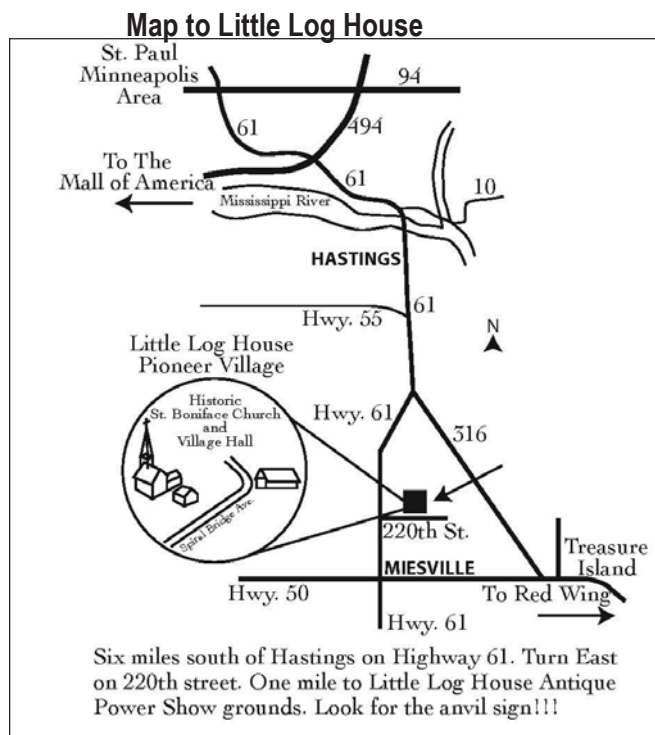 Map to Little Log House
St. Paul
Minneapolis
Area
94
61
494
To The
Mall of America
61
10
Mississippi River
HASTINGS
61
Hwy. 55
N
Little Log House
Pioneer Village
Hwy. 61
316
Historic
St. Boniface Church
and
Village Hall
Spiral Bridge Ave.
220th St.
Treasure
Island
MIESVILLE
Hwy. 50
To Red Wing
Hwy. 61
Six miles south of Hastings on Highway 61. Turn East
on 220th street. One mile to Little Log House Antique
Power Show grounds. Look for the anvil sign!!!